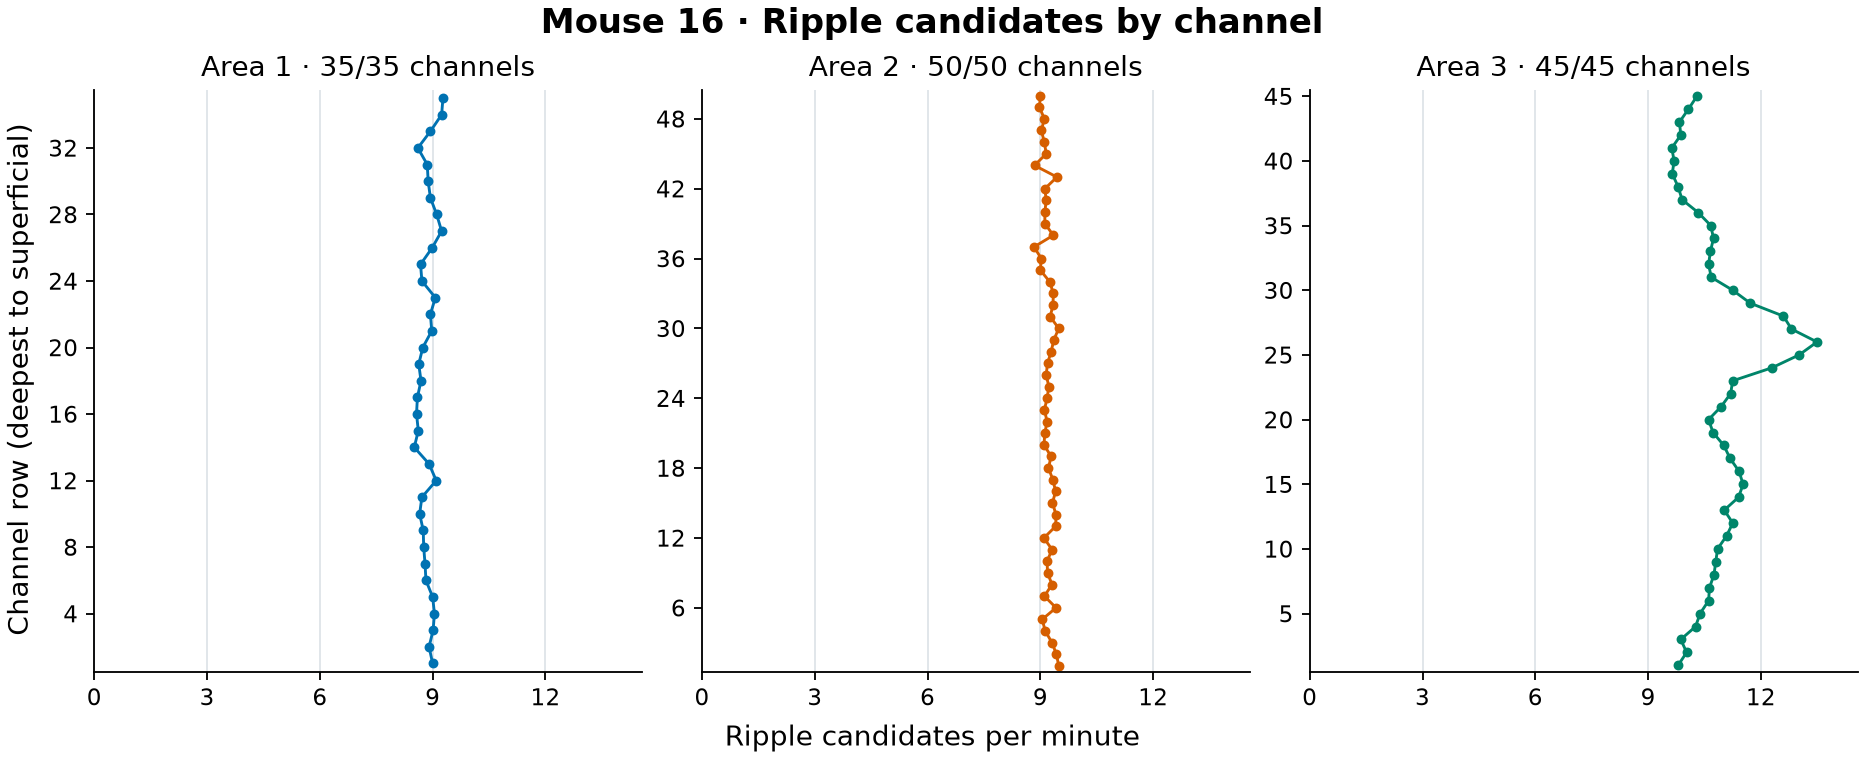 Mouse 16 · Ripple candidates by channel
Area 1 · 35/35 channels
Area 2 · 50/50 channels
Area 3 · 45/45 channels
Channel row (deepest to superficial)
32
28
24
20
16
12
8
4
0 3 6 9 12
48
42
36
30
24
18
12
6
0 3 6 9 12
45
40
35
30
25
20
15
10
5
0 3 6 9 12
Ripple candidates per minute